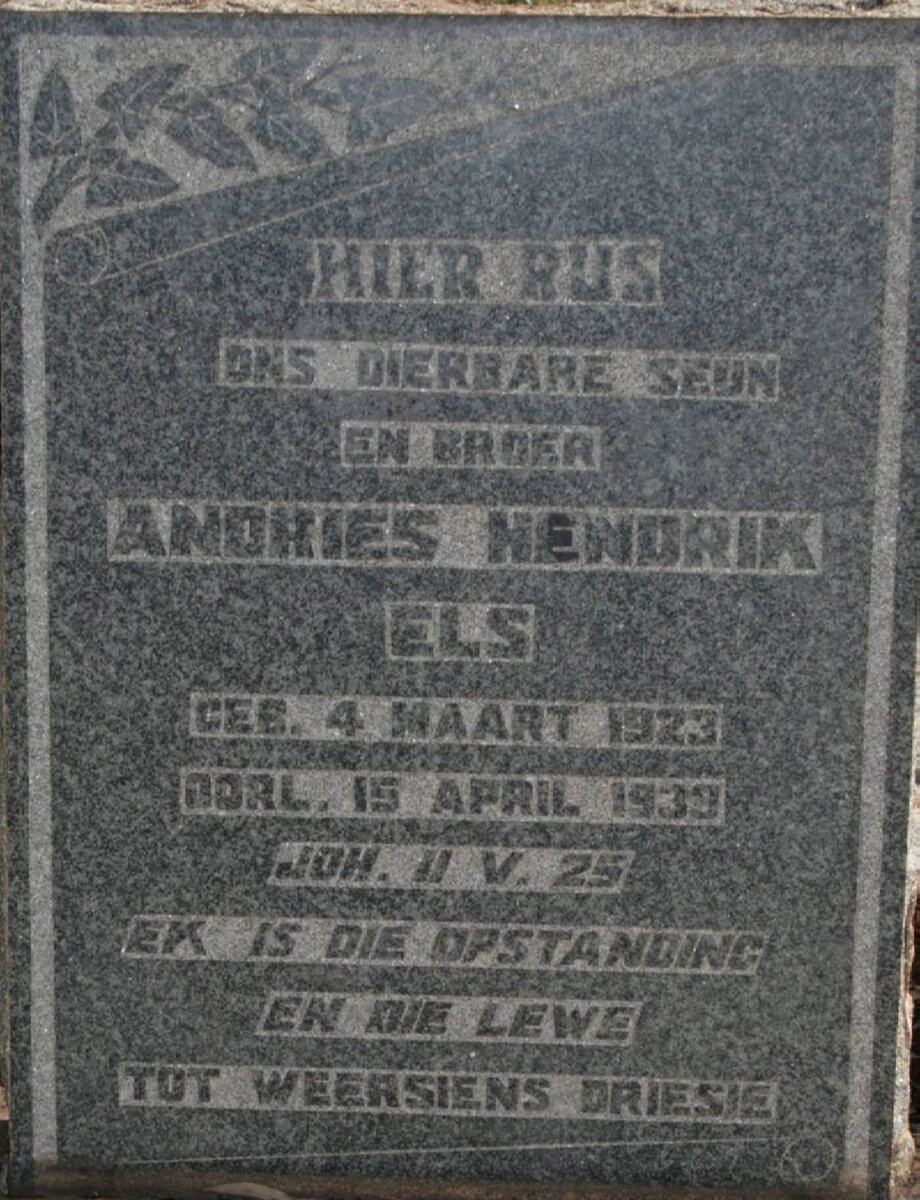 HIER RUS
ONS DIERBARE SEUN
EN BROER
ANDRIES HENDRIK
ELS
GEB. 4 MAART 1923
OORL. 15 APRIL 1939
JOH. 11 V. 25
EK IS DIE OPSTANDING
EN DIE LEWE
TOT WEERSIENS DRIESIE